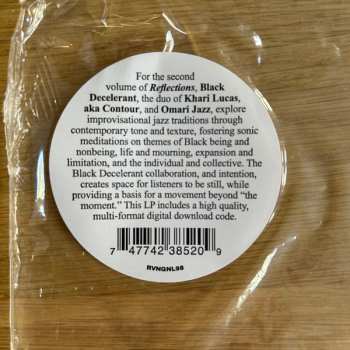 For the second
volume of Reflections, Black
Decelerant, the duo of Khari Lucas,
aka Contour, and Omari Jazz, explore
improvisational jazz traditions through
contemporary tone and texture, fostering sonic
meditations on themes of Black being and
nonbeing, life and mourning, expansion and
limitation, and the individual and collective. The
Black Decelerant collaboration, and intention,
creates space for listeners to be still, while
providing a basis for a movement beyond “the
moment.” This LP includes a high quality,
multi-format digital download code.
7 47742 38520 9
RVNGNL98